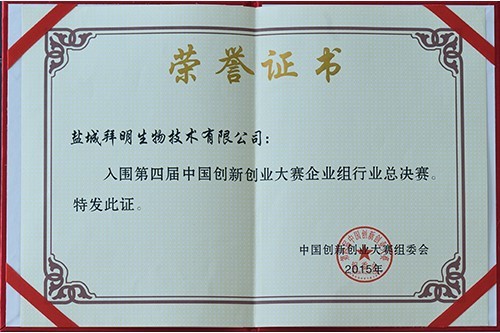 荣誉证书
盐城拜明生物技术有限公司：
入围第四届中国创新创业大赛企业组行业总决赛。
特发此证。
中国创新创业大赛组委会
2015年